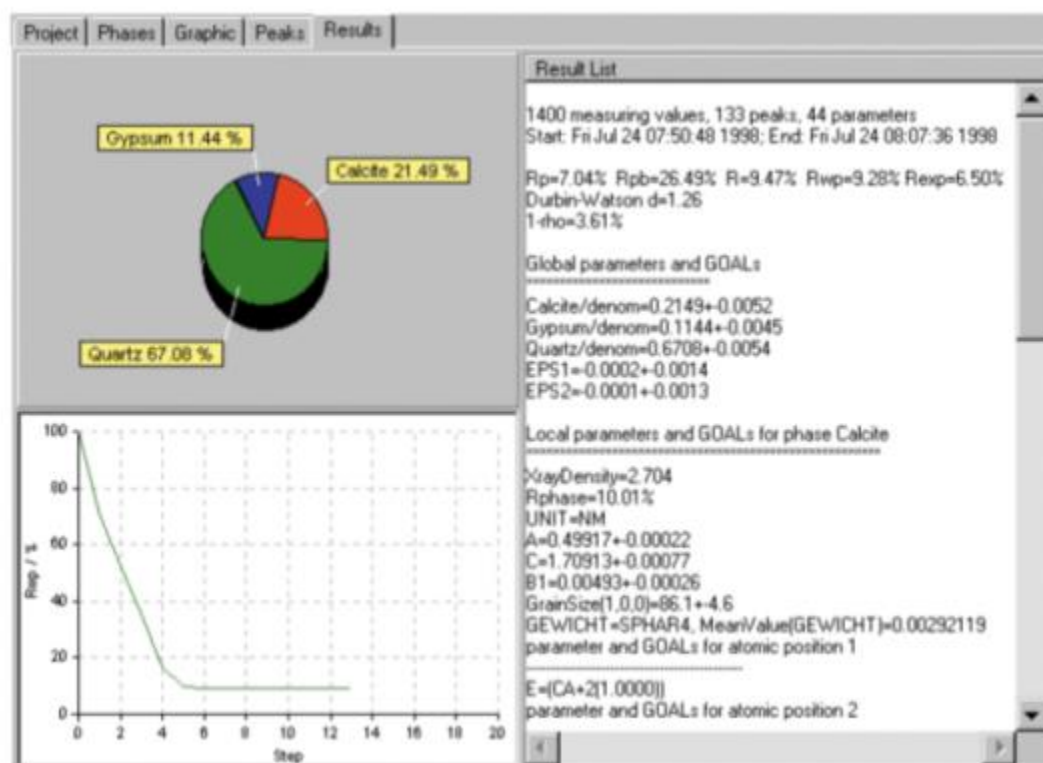 Project Phases Graphic Peaks Results
Gypsum 11.44 %
Calcite 21.49 %
Quartz 67.08 %
Rwp / %
100
80
60
40
20
0
0 2 4 6 8 10 12 14 16 18 20
Step
Result List
1400 measuring values, 133 peaks, 44 parameters
Start: Fri Jul 24 07:50:48 1998; End: Fri Jul 24 08:07:36 1998
Rp=7.04% Rpb=26.49% R=9.47% Rwp=9.28% Rexp=6.50%
Durbin-Watson d=1.26
1-rho=3.61%
Global parameters and GOALs
Calcite/denom=0.2149+-0.0052
Gypsum/denom=0.1144+-0.0045
Quartz/denom=0.6708+-0.0054
EPS1=-0.0002+-0.0014
EPS2=-0.0001+-0.0013
Local parameters and GOALs for phase Calcite
XrayDensity=2.704
Rphase=10.01%
UNIT=NM
A=0.49917+-0.00022
C=1.70913+-0.00077
B1=0.00493+-0.00026
GrainSize(1,0,0)=86.1+-4.6
GEWICHT=SPHAR4, MeanValue(GEWICHT)=0.00292119
parameter and GOALs for atomic position 1
E=(CA+2(1.0000))
parameter and GOALs for atomic position 2